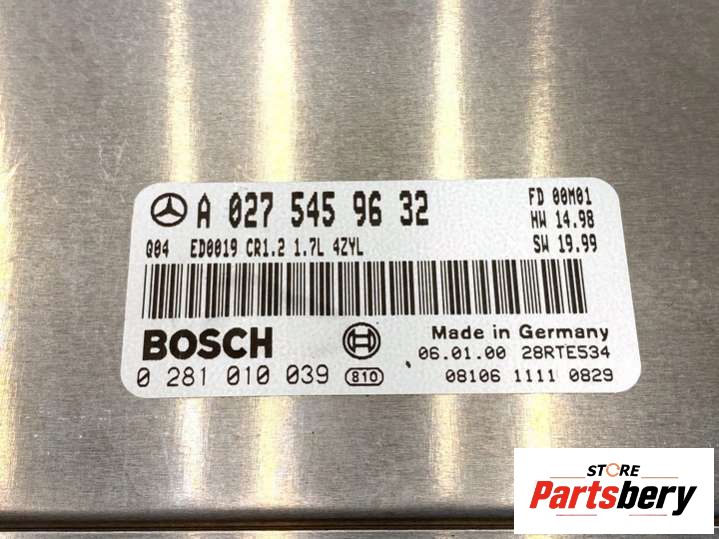 A 027 545 96 32
FD 00M01
HW 14.98
SW 19.99
Q04 ED0019 CR1.2 1.7L 4ZYL
BOSCH
Made in Germany
06.01.00 28RTE534
0 281 010 039 810
08106 1111 0829
STORE
Partsbery